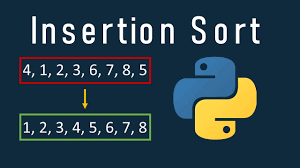 Insertion Sort
4, 1, 2, 3, 6, 7, 8, 5
1, 2, 3, 4, 5, 6, 7, 8